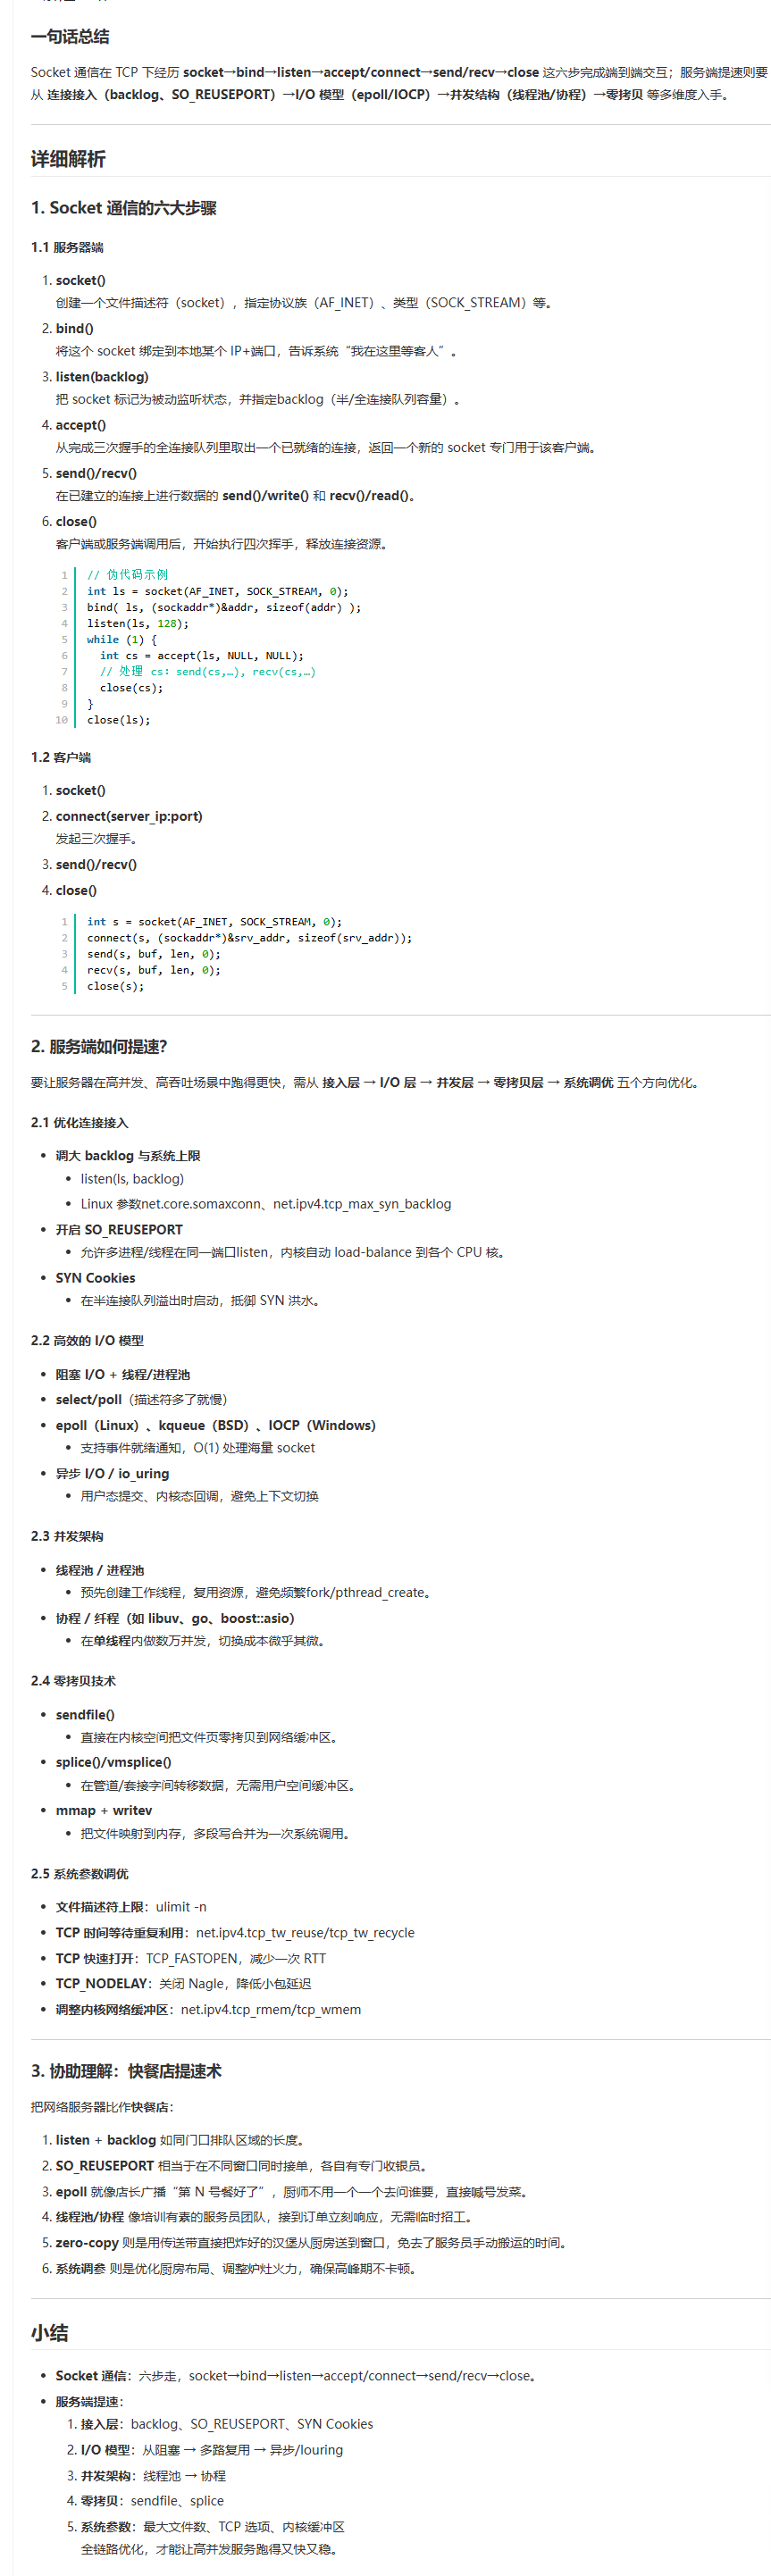 一句话总结
Socket 通信在 TCP 下经历 socket→bind→listen→accept/connect→send/recv→close 这六步完成端到端交互；服务端提速则要
从 连接接入（backlog、SO_REUSEPORT）→I/O 模型（epoll/IOCP）→并发结构（线程池/协程）→零拷贝 等多维度入手。
详细解析
1. Socket 通信的六大步骤
1.1 服务器端
1. socket()
创建一个文件描述符（socket），指定协议族（AF_INET）、类型（SOCK_STREAM）等。
2. bind()
将这个 socket 绑定到本地某个 IP+端口，告诉系统“我在这里等客人”。
3. listen(backlog)
把 socket 标记为被动监听状态，并指定backlog（半/全连接队列容量）。
4. accept()
从完成三次握手的全连接队列里取出一个已就绪的连接，返回一个新的 socket 专门用于该客户端。
5. send()/recv()
在已建立的连接上进行数据的 send()/write() 和 recv()/read()。
6. close()
客户端或服务端调用后，开始执行四次挥手，释放连接资源。
1 // 伪代码示例
2 int ls = socket(AF_INET, SOCK_STREAM, 0);
3 bind( ls, (sockaddr*)&addr, sizeof(addr) );
4 listen(ls, 128);
5 while (1) {
6 int cs = accept(ls, NULL, NULL);
7 // 处理 cs: send(cs,…), recv(cs,…)
8 close(cs);
9 }
10 close(ls);
1.2 客户端
1. socket()
2. connect(server_ip:port)
发起三次握手。
3. send()/recv()
4. close()
1 int s = socket(AF_INET, SOCK_STREAM, 0);
2 connect(s, (sockaddr*)&srv_addr, sizeof(srv_addr));
3 send(s, buf, len, 0);
4 recv(s, buf, len, 0);
5 close(s);
2. 服务端如何提速？
要让服务器在高并发、高吞吐场景中跑得更快，需从 接入层 → I/O 层 → 并发层 → 零拷贝层 → 系统调优 五个方向优化。
2.1 优化连接接入
• 调大 backlog 与系统上限
• listen(ls, backlog)
• Linux 参数net.core.somaxconn、net.ipv4.tcp_max_syn_backlog
• 开启 SO_REUSEPORT
• 允许多进程/线程在同一端口listen，内核自动 load-balance 到各个 CPU 核。
• SYN Cookies
• 在半连接队列溢出时启动，抵御 SYN 洪水。
2.2 高效的 I/O 模型
• 阻塞 I/O + 线程/进程池
• select/poll（描述符多了就慢）
• epoll（Linux）、kqueue（BSD）、IOCP（Windows）
• 支持事件就绪通知，O(1) 处理海量 socket
• 异步 I/O / io_uring
• 用户态提交、内核态回调，避免上下文切换
2.3 并发架构
• 线程池 / 进程池
• 预先创建工作线程，复用资源，避免频繁fork/pthread_create。
• 协程 / 纤程（如 libuv、go、boost::asio）
• 在单线程内做数万并发，切换成本微乎其微。
2.4 零拷贝技术
• sendfile()
• 直接在内核空间把文件页零拷贝到网络缓冲区。
• splice()/vmsplice()
• 在管道/套接字间转移数据，无需用户空间缓冲区。
• mmap + writev
• 把文件映射到内存，多段写合并为一次系统调用。
2.5 系统参数调优
• 文件描述符上限：ulimit -n
• TCP 时间等待重复利用：net.ipv4.tcp_tw_reuse/tcp_tw_recycle
• TCP 快速打开：TCP_FASTOPEN，减少一次 RTT
• TCP_NODELAY：关闭 Nagle，降低小包延迟
• 调整内核网络缓冲区：net.ipv4.tcp_rmem/tcp_wmem
3. 协助理解：快餐店提速术
把网络服务器比作快餐店：
1. listen + backlog 如同门口排队区域的长度。
2. SO_REUSEPORT 相当于在不同窗口同时接单，各自有专门收银员。
3. epoll 就像店长广播“第 N 号餐好了”，厨师不用一个一个去问谁要，直接喊号发菜。
4. 线程池/协程 像培训有素的服务员团队，接到订单立刻响应，无需临时招工。
5. zero-copy 则是用传送带直接把炸好的汉堡从厨房送到窗口，免去了服务员手动搬运的时间。
6. 系统调参 则是优化厨房布局、调整炉灶火力，确保高峰期不卡顿。
小结
• Socket 通信：六步走，socket→bind→listen→accept/connect→send/recv→close。
• 服务端提速：
1. 接入层：backlog、SO_REUSEPORT、SYN Cookies
2. I/O 模型：从阻塞 → 多路复用 → 异步/Iouring
3. 并发架构：线程池 → 协程
4. 零拷贝：sendfile、splice
5. 系统参数：最大文件数、TCP 选项、内核缓冲区
全链路优化，才能让高并发服务跑得又快又稳。